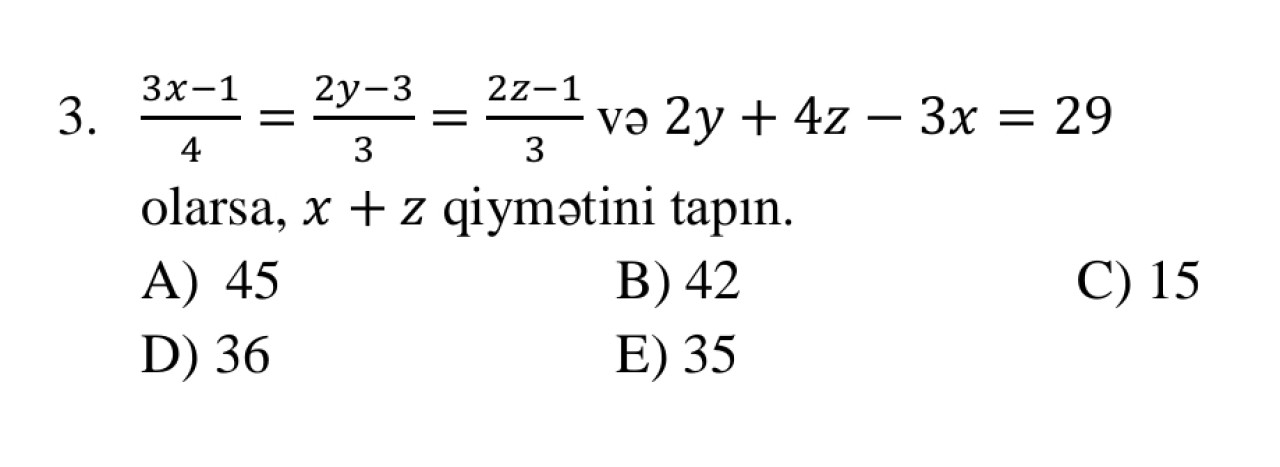 3. (3x−1)/4 = (2y−3)/3 = (2z−1)/3 və 2y + 4z − 3x = 29
olarsa, x + z qiymətini tapın.
A) 45 B) 42 C) 15
D) 36 E) 35